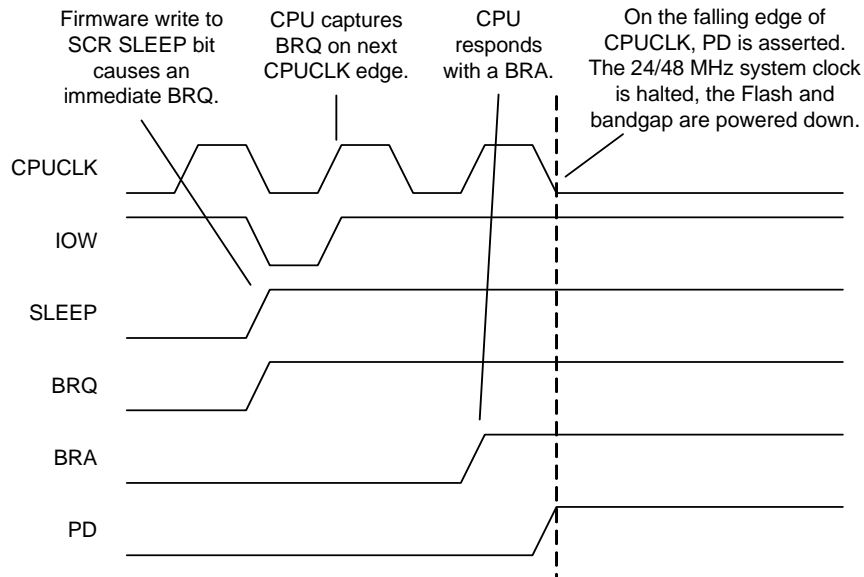 Firmware write to
SCR SLEEP bit
causes an
immediate BRQ.
CPU captures
BRQ on next
CPUCLK edge.
CPU
responds
with a BRA.
On the falling edge of
CPUCLK, PD is asserted.
The 24/48 MHz system clock
is halted, the Flash and
bandgap are powered down.
CPUCLK
IOW
SLEEP
BRQ
BRA
PD